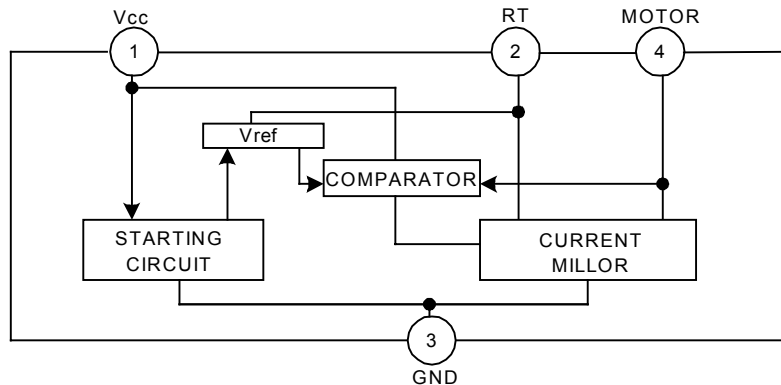 Vcc RT MOTOR
1 2 4
Vref
COMPARATOR
STARTING
CIRCUIT
CURRENT
MILLOR
3
GND